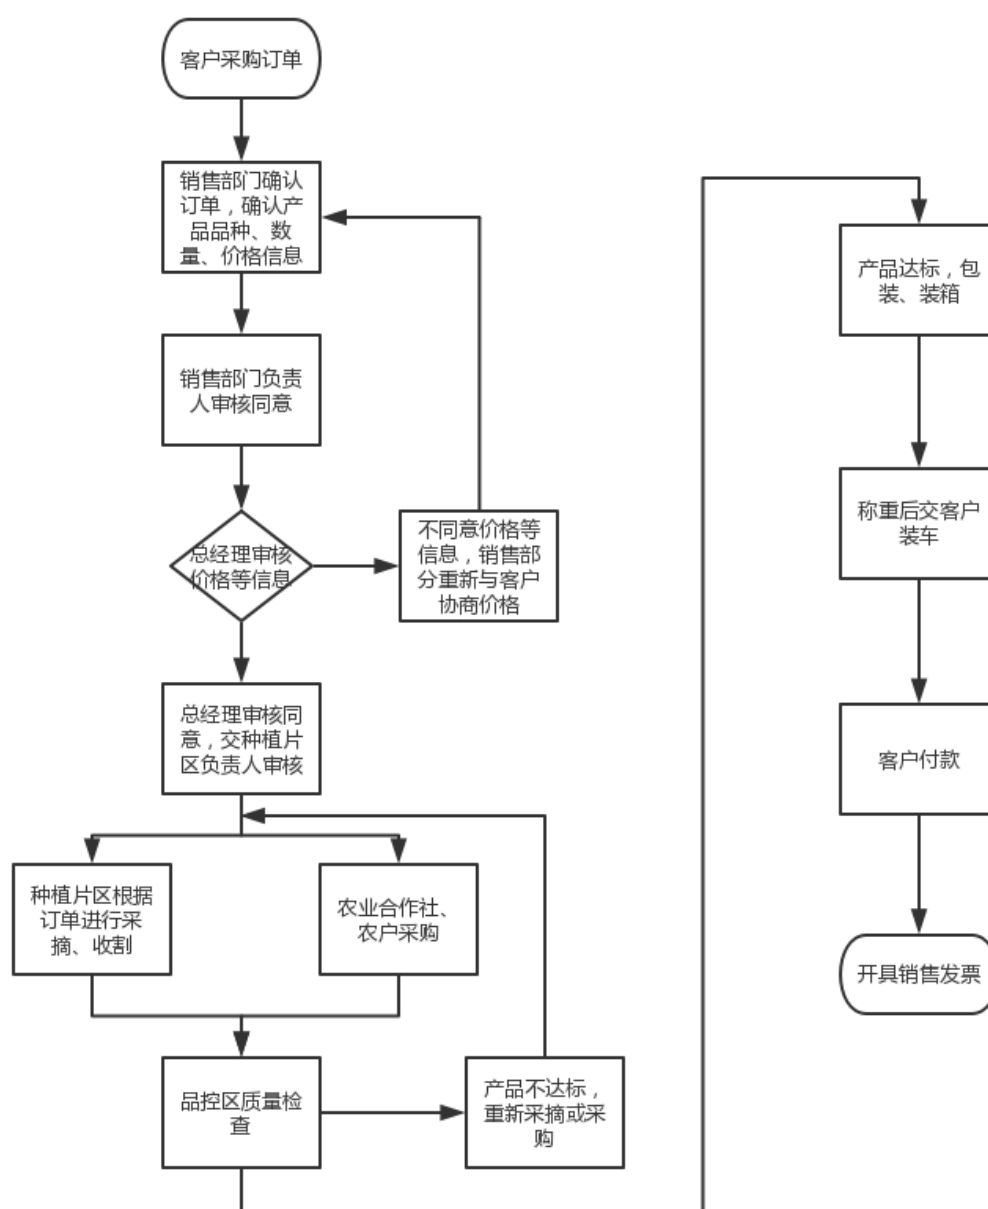 客户采购订单
销售部门确认
订单，确认产
品品种、数
量、价格信息
销售部门负责
人审核同意
总经理审核
价格等信息
不同意价格等
信息，销售部
分重新与客户
协商价格
总经理审核同
意，交种植片
区负责人审核
种植片区根据
订单进行采
摘、收割
农业合作社、
农户采购
品控区质量检
查
产品不达标，
重新采摘或采
购
产品达标，包
装、装箱
称重后交客户
装车
客户付款
开具销售发票